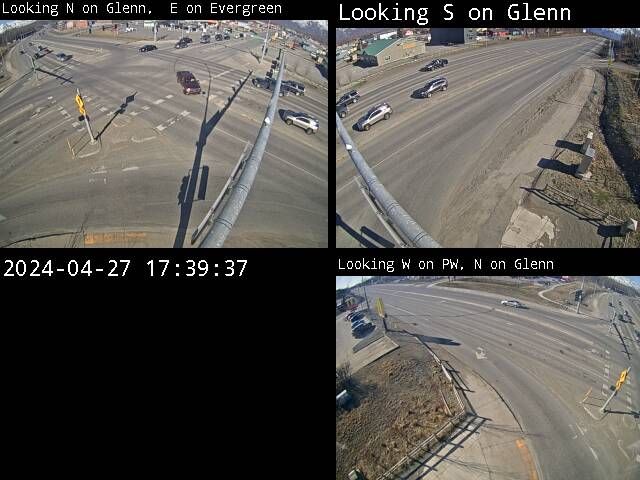 Looking N on Glenn, E on Evergreen
Looking S on Glenn
2024-04-27 17:39:37
Looking W on PW, N on Glenn